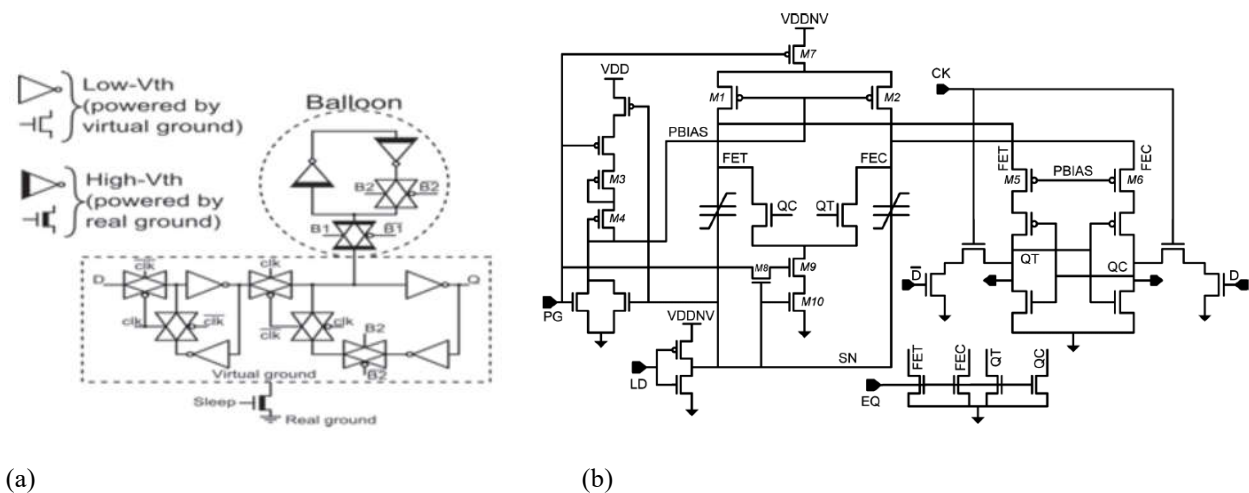 Low-Vth
(powered by
virtual ground)
High-Vth
(powered by
real ground)
Balloon
B2
B2
B1
B1
D
clk
clk
Q
clk
clk
clk
clk
B2
B2
Virtual ground
Sleep
Real ground
(a)
VDDNV
M7
VDD
M1
M2
CK
PBIAS
FET
FEC
FET
FEC
M3
PBIAS
M5
M6
M4
QC
QT
QT
QC
D
D
M8
M9
M10
PG
VDDNV
SN
LD
FET
FEC
QT
QC
EQ
(b)